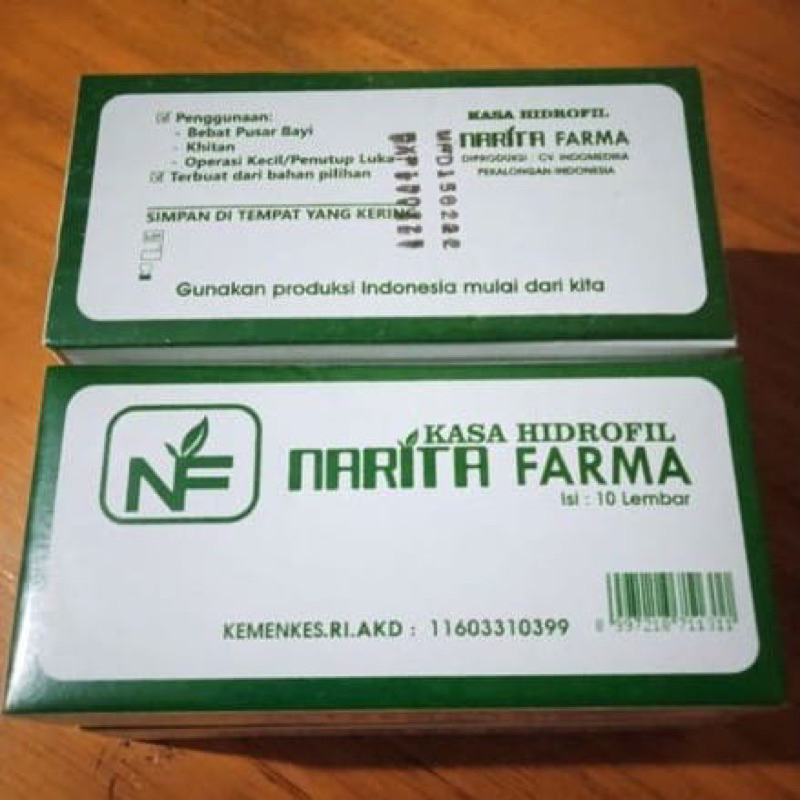 Penggunaan:
- Bebat Pusar Bayi
- Khitan
- Operasi Kecil/Penutup Luka
Terbuat dari bahan pilihan
SIMPAN DI TEMPAT YANG KERING
KASA HIDROFIL
NARITA FARMA
DIPRODUKSI : CV INDOMEDIKA
PEKALONGAN-INDONESIA
Gunakan produksi Indonesia mulai dari kita
NF
KASA HIDROFIL
NARITA FARMA
Isi : 10 Lembar
KEMENKES.RI.AKD : 11603310399